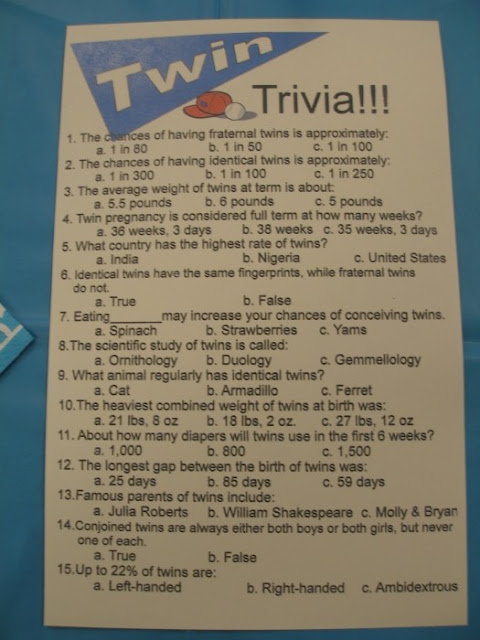 Twin
Trivia!!!
1. The chances of having fraternal twins is approximately:
a. 1 in 80 b. 1 in 50 c. 1 in 100
2. The chances of having identical twins is approximately:
a. 1 in 300 b. 1 in 100 c. 1 in 250
3. The average weight of twins at term is about:
a. 5.5 pounds b. 6 pounds c. 5 pounds
4. Twin pregnancy is considered full term at how many weeks?
a. 36 weeks, 3 days b. 38 weeks c. 35 weeks, 3 days
5. What country has the highest rate of twins?
a. India b. Nigeria c. United States
6. Identical twins have the same fingerprints, while fraternal twins
do not.
a. True b. False
7. Eating_______may increase your chances of conceiving twins.
a. Spinach b. Strawberries c. Yams
8.The scientific study of twins is called:
a. Ornithology b. Duology c. Gemmellology
9. What animal regularly has identical twins?
a. Cat b. Armadillo c. Ferret
10.The heaviest combined weight of twins at birth was:
a. 21 lbs, 8 oz b. 18 lbs, 2 oz. c. 27 lbs, 12 oz
11. About how many diapers will twins use in the first 6 weeks?
a. 1,000 b. 800 c. 1,500
12. The longest gap between the birth of twins was:
a. 25 days b. 85 days c. 59 days
13.Famous parents of twins include:
a. Julia Roberts b. William Shakespeare c. Molly & Bryan
14.Conjoined twins are always either both boys or both girls, but never
one of each.
a. True b. False
15.Up to 22% of twins are:
a. Left-handed b. Right-handed c. Ambidextrous